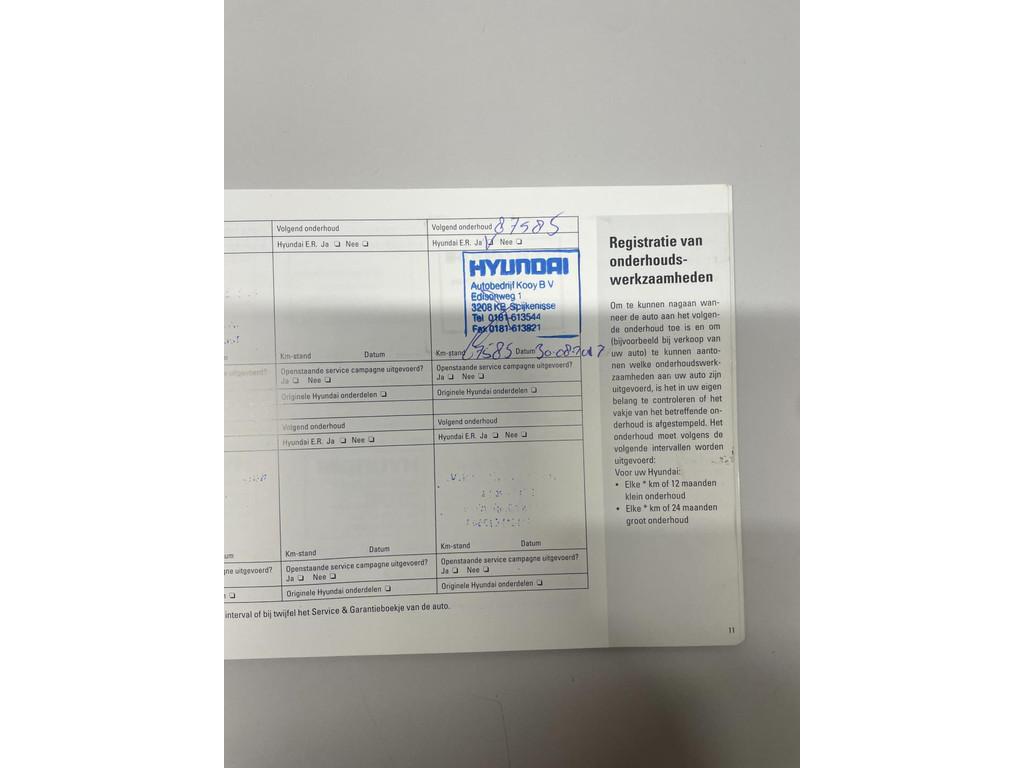 Volgend onderhoud
Volgend onderhoud 87585
Hyundai E.R. Ja ❏ Nee ❏
Hyundai E.R. Ja ❏ Nee ❏
HYUNDAI
Autobedrijf Kooy B V
Edisonweg 1
3208 KB Spijkenisse
Tel 0181-613544
Fax 0181-613821
Km-stand Datum
Km-stand 67585 Datum 30-08-2017
uitgevoerd?
Openstaande service campagne uitgevoerd?
Ja ❏ Nee ❏
Openstaande service campagne uitgevoerd?
Ja ❏ Nee ❏
Originele Hyundai onderdelen ❏
Originele Hyundai onderdelen ❏
Volgend onderhoud
Volgend onderhoud
Hyundai E.R. Ja ❏ Nee ❏
Hyundai E.R. Ja ❏ Nee ❏
um
Km-stand Datum
Km-stand Datum
ne uitgevoerd?
Openstaande service campagne uitgevoerd?
Ja ❏ Nee ❏
Openstaande service campagne uitgevoerd?
Ja ❏ Nee ❏
Originele Hyundai onderdelen ❏
Originele Hyundai onderdelen ❏
interval of bij twijfel het Service & Garantieboekje van de auto.
Registratie van
onderhouds-
werkzaamheden
Om te kunnen nagaan wan-
neer de auto aan het volgen-
de onderhoud toe is en om
(bijvoorbeeld bij verkoop van
uw auto) te kunnen aanto-
nen welke onderhoudswerk-
zaamheden aan uw auto zijn
uitgevoerd, is het in uw eigen
belang te controleren of het
vakje van het betreffende on-
derhoud is afgestempeld. Het
onderhoud moet volgens de
volgende intervallen worden
uitgevoerd:
Voor uw Hyundai:
• Elke * km of 12 maanden
klein onderhoud
• Elke * km of 24 maanden
groot onderhoud
11